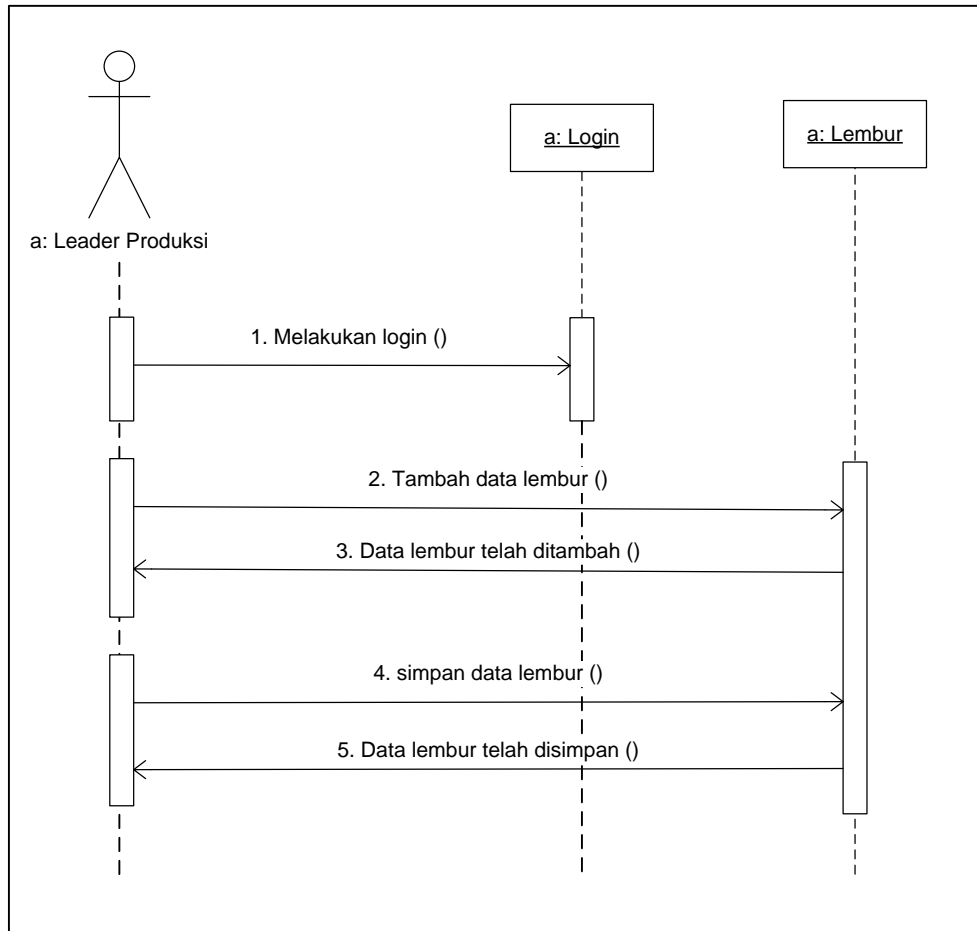 a: Login
a: Lembur
a: Leader Produksi
1. Melakukan login ()
2. Tambah data lembur ()
3. Data lembur telah ditambah ()
4. simpan data lembur ()
5. Data lembur telah disimpan ()